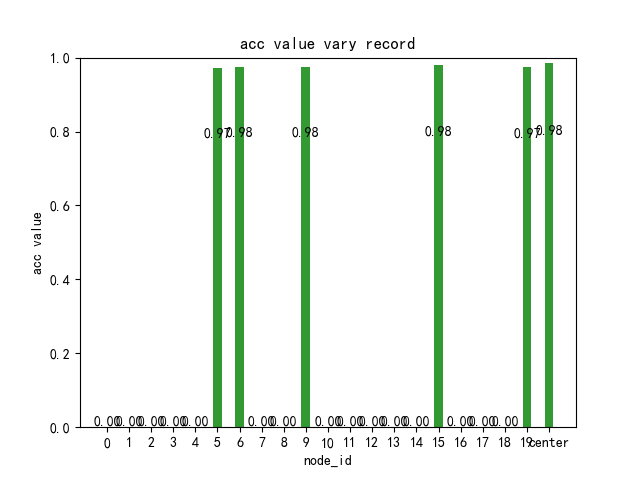 acc value vary record
acc value
1.0
0.8
0.6
0.4
0.2
0.0
0.97 0.98 0.98 0.98 0.97 0.98
0.00 0.00 0.00 0.00 0.00 0.00 0.00 0.00 0.00 0.00 0.00 0.00 0.00 0.00 0.00
0 1 2 3 4 5 6 7 8 9 10 11 12 13 14 15 16 17 18 19 center
node_id